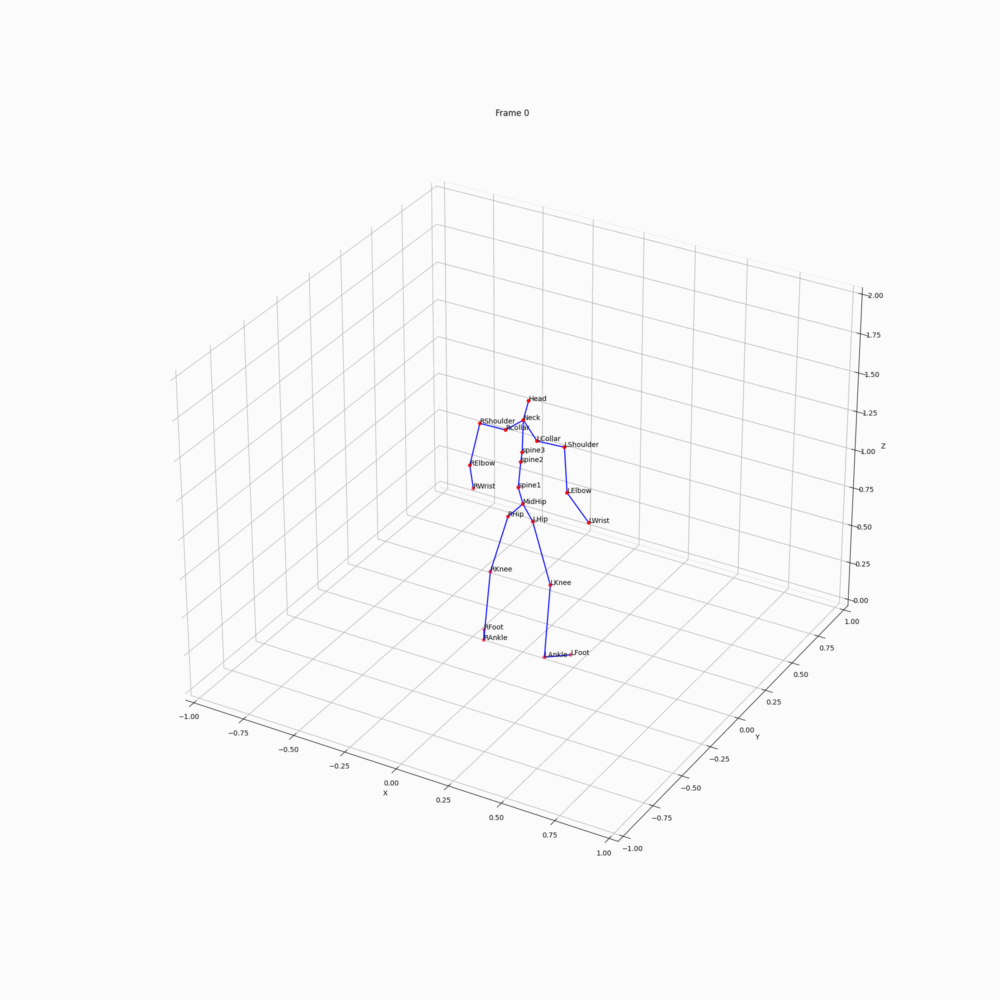 Frame 0
Head
Neck
RShoulder
Rcollar
LCollar
LShoulder
spine3
spine2
RElbow
RWrist
spine1
LElbow
MidHip
RHip
LHip
LWrist
RKnee
LKnee
RFoot
RAnkle
LAnkle
LFoot
2.00
1.75
1.50
1.25
1.00
0.75
0.50
0.25
0.00
Z
1.00
0.75
0.50
0.25
0.00
−0.25
−0.50
−0.75
−1.00
Y
−1.00
−0.75
−0.50
−0.25
0.00
0.25
0.50
0.75
1.00
X